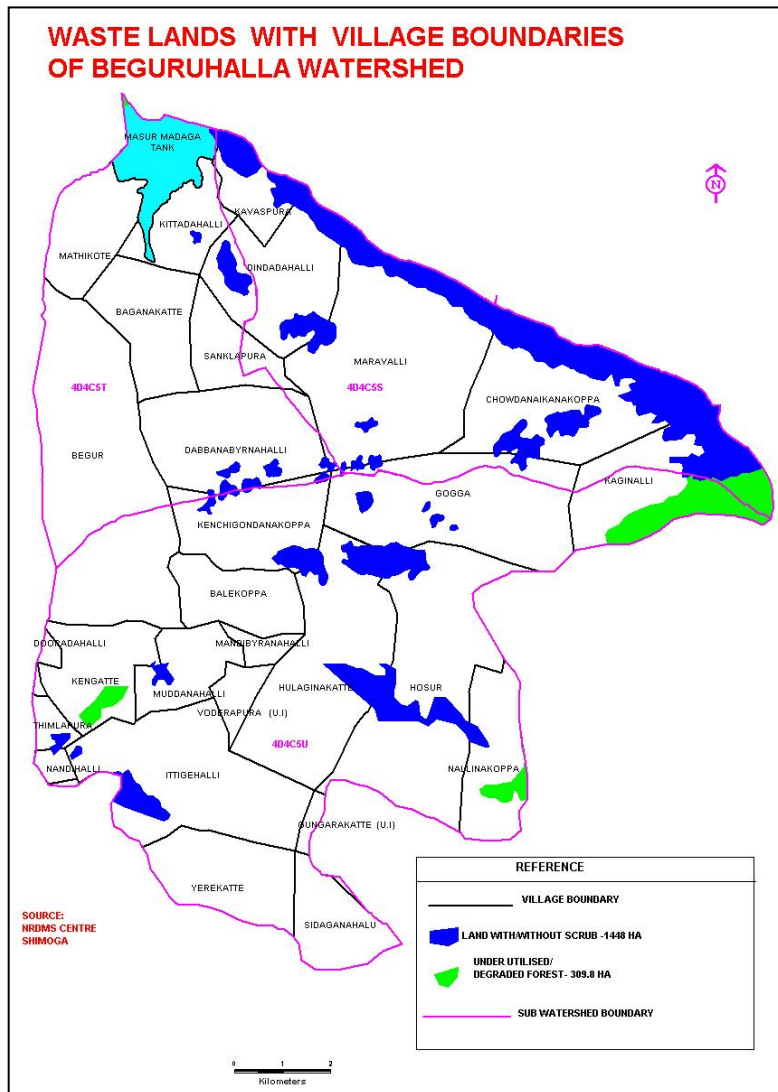 WASTE LANDS WITH VILLAGE BOUNDARIES
OF BEGURUHALLA WATERSHED
MASUR MADAGA
TANK
N
KITTADAHALLI
KAVASPURA
MATHIKOTE
DINDADAHALLI
BAGANAKATTE
SANKLAPURA
MARAVALLI
4D4C5T
4D4C5S
CHOWDANAIKANAKOPPA
BEGUR
DABBANABYRNAHALLI
KAGINALLI
GOGGA
KENCHIGONDANAKOPPA
BALEKOPPA
DOORADAHALLI
MANDIBYRANAHALLI
KENGATTE
MUDDANAHALLI
HULAGINAKATTE
HOSUR
VODERAPURA (U.I)
THIMLAPURA
4D4C5U
NANDIHALLI
ITTIGEHALLI
NALLINAKOPPA
GUNGARAKATTE (U.I)
YEREKATTE
SIDAGANAHALU
SOURCE:
NRDMS CENTRE
SHIMOGA
REFERENCE
VILLAGE BOUNDARY
LAND WITH/WITHOUT SCRUB -1448 HA
UNDER UTILISED/
DEGRADED FOREST- 309.8 HA
SUB WATERSHED BOUNDARY
0 1 2
Kilometers